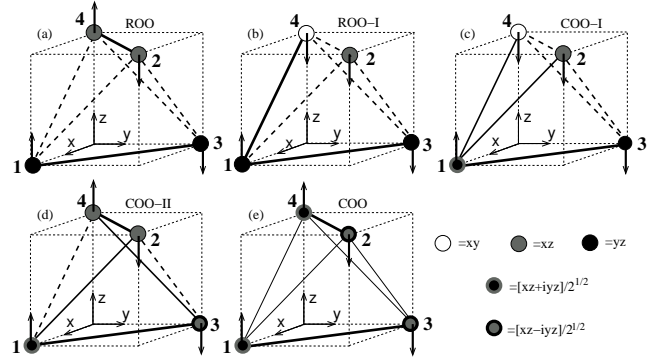 (a) ROO
4
2
z
x y
1
3
(b) ROO-I
4
2
z
x y
1
3
(c) COO-I
4
2
z
x y
1
3
(d) COO-II
4
2
z
x y
1
3
(e) COO
4
2
z
x y
1
3
=xy =xz =yz
=[xz+iyz]/2^1/2
=[xz-iyz]/2^1/2